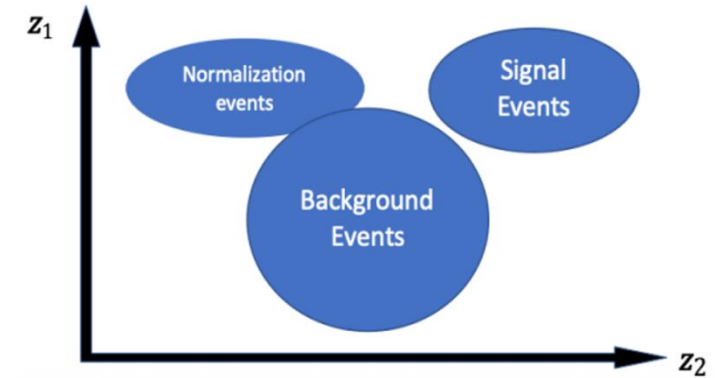 z₁
Normalization
events
Signal
Events
Background
Events
z₂